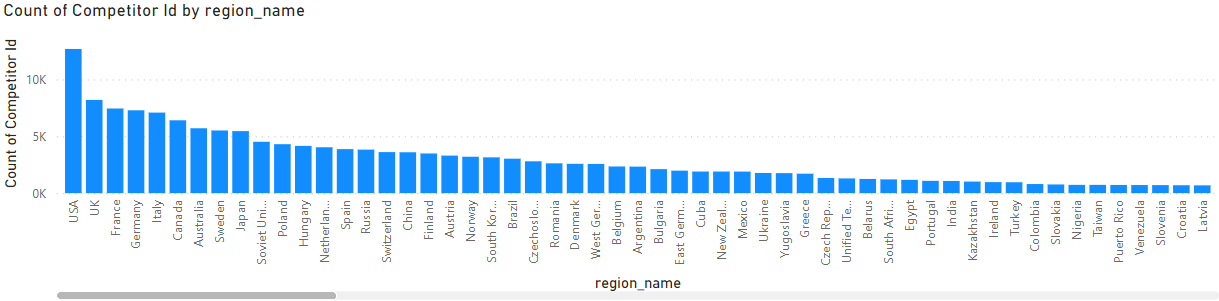 Count of Competitor Id by region_name
Count of Competitor Id
10K
5K
0K
USA
UK
France
Germany
Italy
Canada
Australia
Sweden
Japan
Soviet Uni...
Poland
Hungary
Netherlan...
Spain
Russia
Switzerland
China
Finland
Austria
Norway
South Kor...
Brazil
Czechoslo...
Romania
Denmark
West Ger...
Belgium
Argentina
Bulgaria
East Germ...
Cuba
New Zeal...
Mexico
Ukraine
Yugoslavia
Greece
Czech Rep...
Unified Te...
Belarus
South Afri...
Egypt
Portugal
India
Kazakhstan
Ireland
Turkey
Colombia
Slovakia
Nigeria
Taiwan
Puerto Rico
Venezuela
Slovenia
Croatia
Latvia
region_name